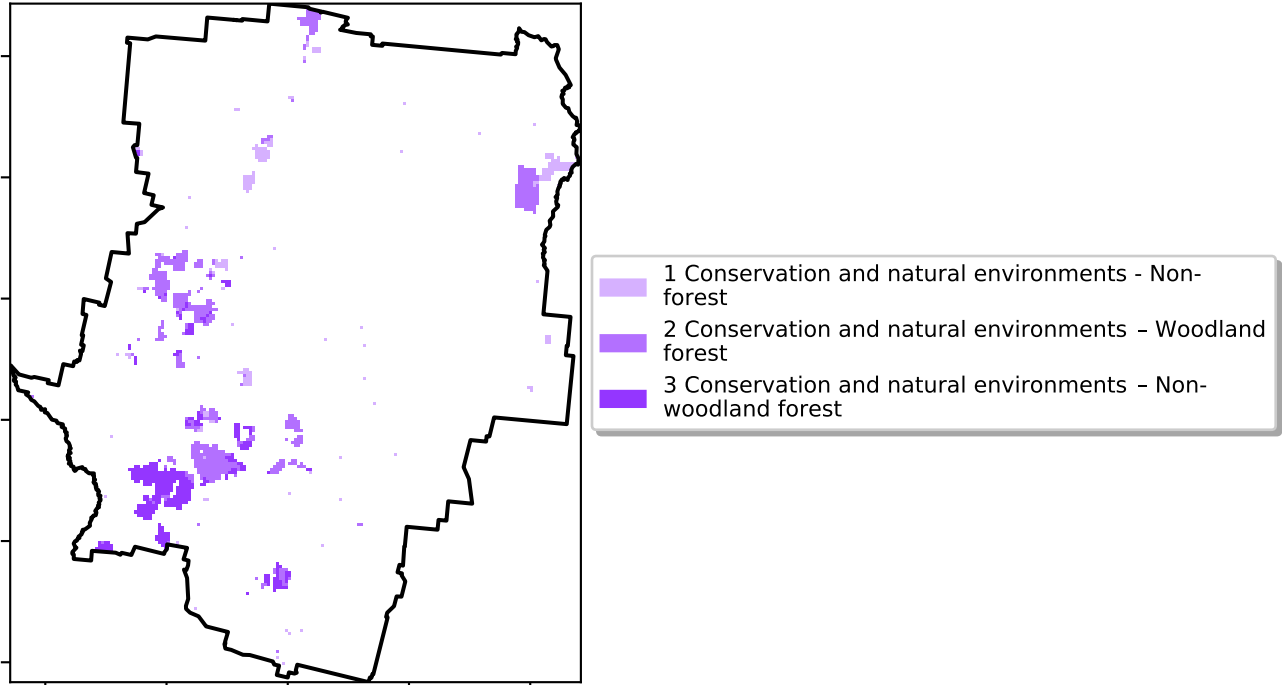 1 Conservation and natural environments - Non-
forest
2 Conservation and natural environments – Woodland
forest
3 Conservation and natural environments – Non-
woodland forest